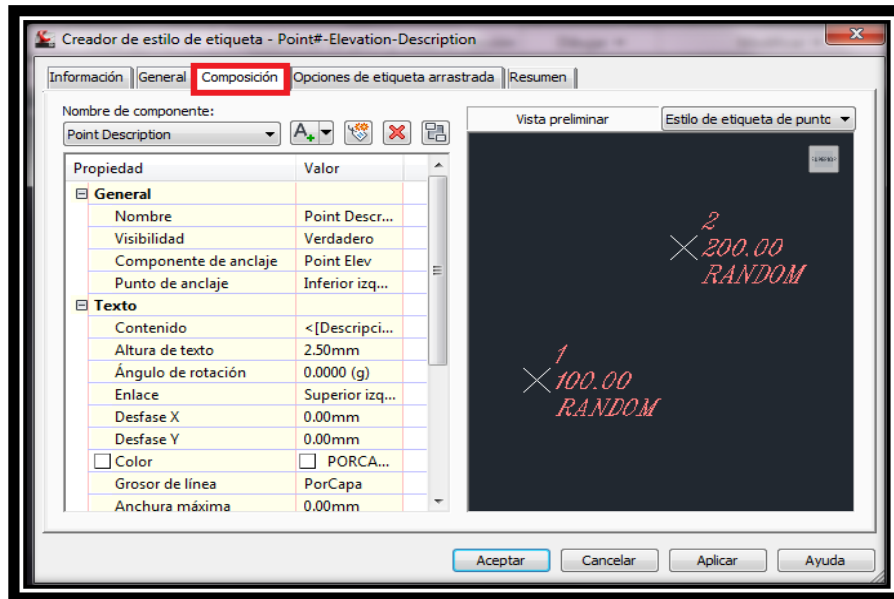 Creador de estilo de etiqueta - Point#-Elevation-Description
Información General Composición Opciones de etiqueta arrastrada Resumen
Nombre de componente:
Point Description
Vista preliminar Estilo de etiqueta de puntc
Propiedad Valor
General
Nombre Point Descr...
Visibilidad Verdadero
Componente de anclaje Point Elev
Punto de anclaje Inferior izq...
Texto
Contenido <[Descripci...
Altura de texto 2.50mm
Ángulo de rotación 0.0000 (g)
Enlace Superior izq...
Desfase X 0.00mm
Desfase Y 0.00mm
Color PORCA...
Grosor de línea PorCapa
Anchura máxima 0.00mm
SUPERIOR
2
200.00
RANDOM
1
100.00
RANDOM
Aceptar Cancelar Aplicar Ayuda